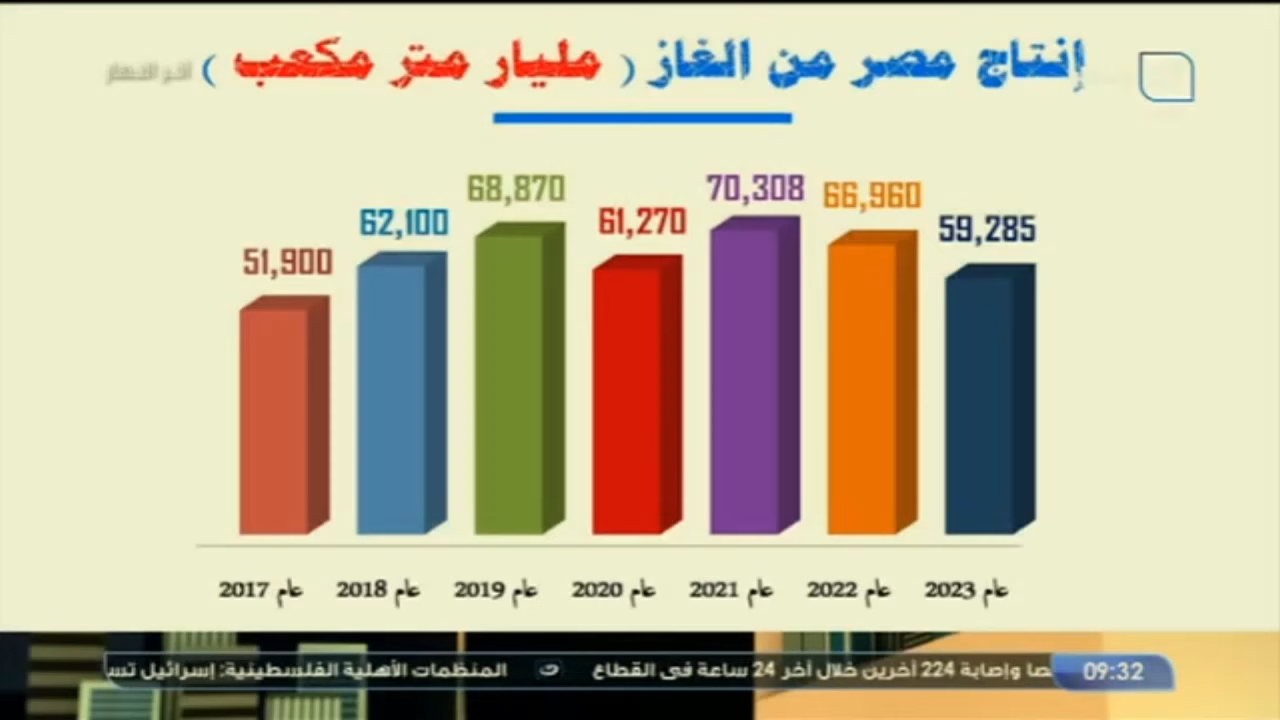 إنتاج مصر من الغاز ( مليار متر مكعب )
51,900
62,100
68,870
61,270
70,308
66,960
59,285
عام 2017
عام 2018
عام 2019
عام 2020
عام 2021
عام 2022
عام 2023
09:32
وإصابة 224 آخرين خلال آخر 24 ساعة فى القطاع
المنظمات الأهلية الفلسطينية: إسرائيل